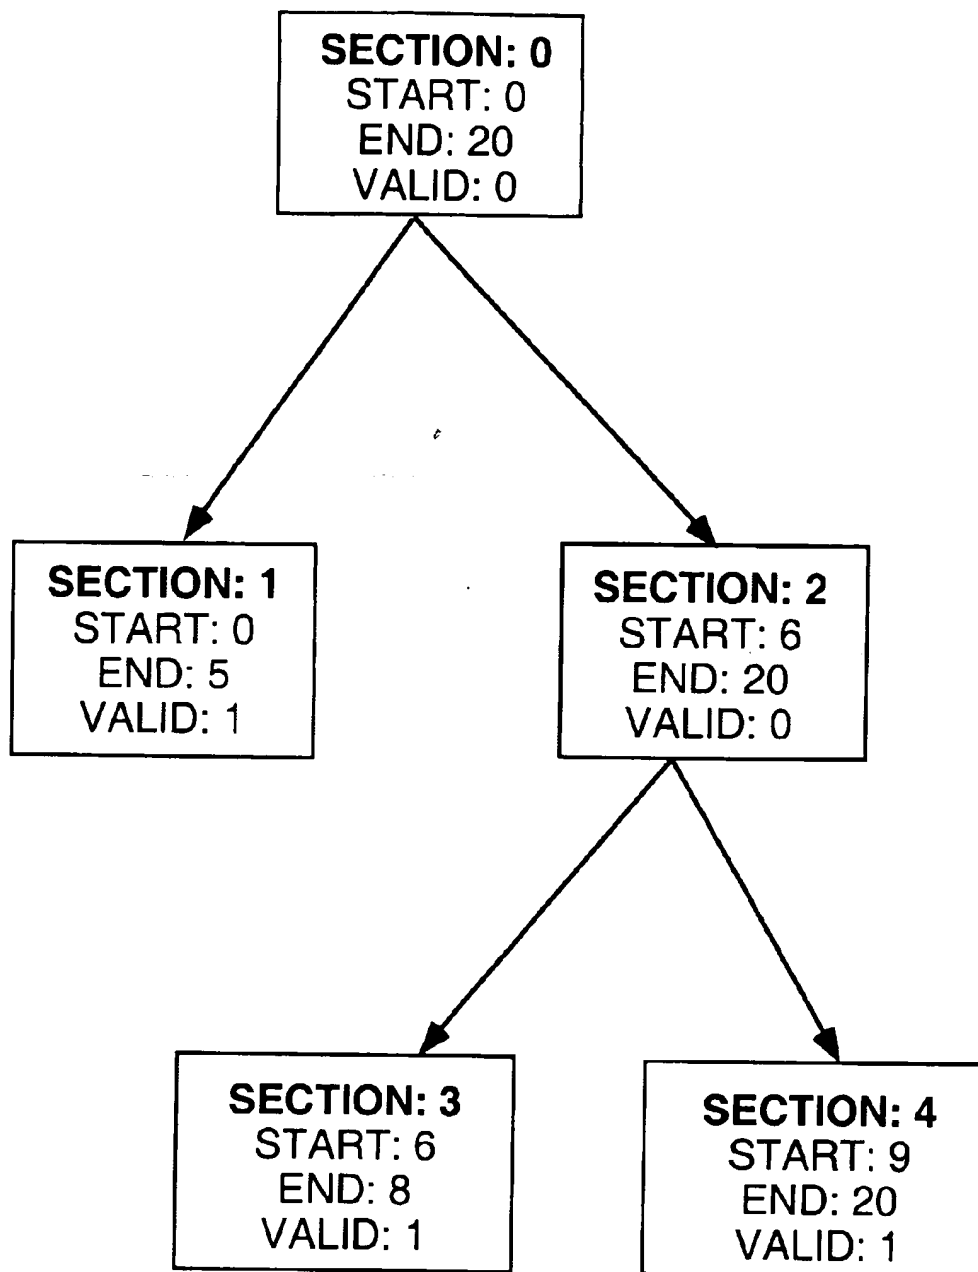 SECTION: 0
START: 0
END: 20
VALID: 0
SECTION: 1
START: 0
END: 5
VALID: 1
SECTION: 2
START: 6
END: 20
VALID: 0
SECTION: 3
START: 6
END: 8
VALID: 1
SECTION: 4
START: 9
END: 20
VALID: 1